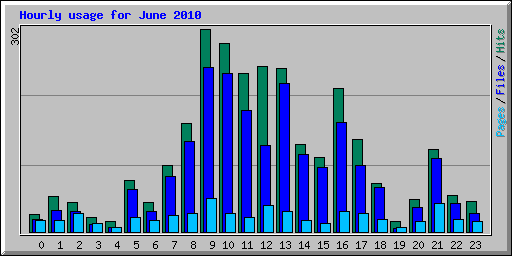 Hourly usage for June 2010
302
Pages/Files/Hits
0 1 2 3 4 5 6 7 8 9 10 11 12 13 14 15 16 17 18 19 20 21 22 23